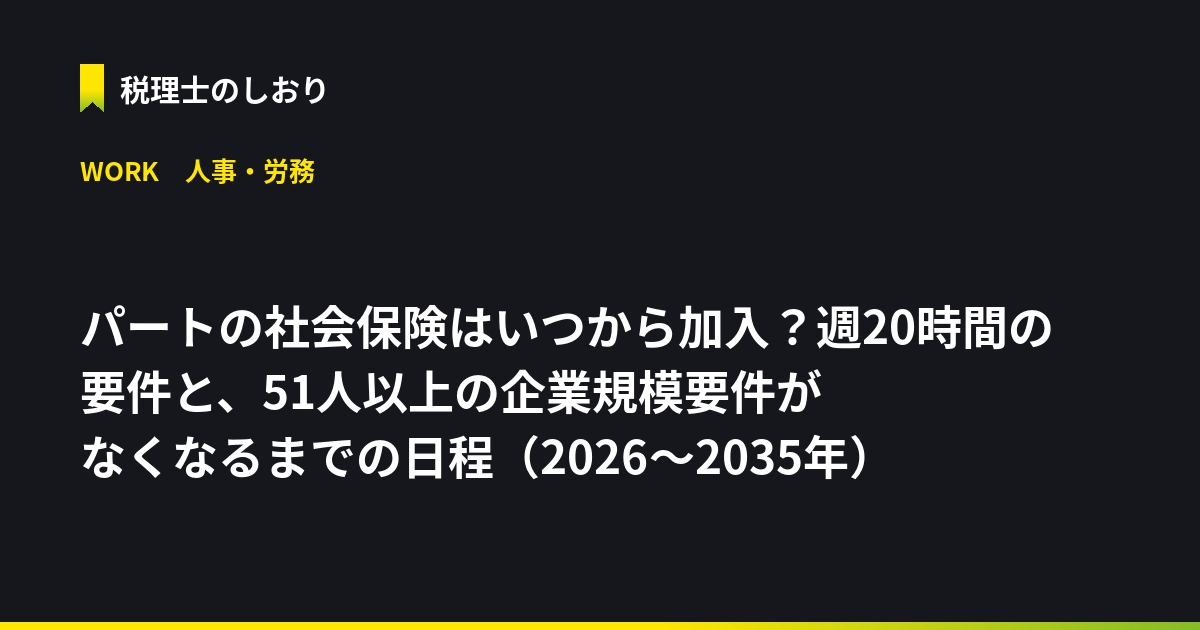 税理士のしおり
WORK　人事・労務
パートの社会保険はいつから加入？週20時間の
要件と、51人以上の企業規模要件が
なくなるまでの日程（2026〜2035年）